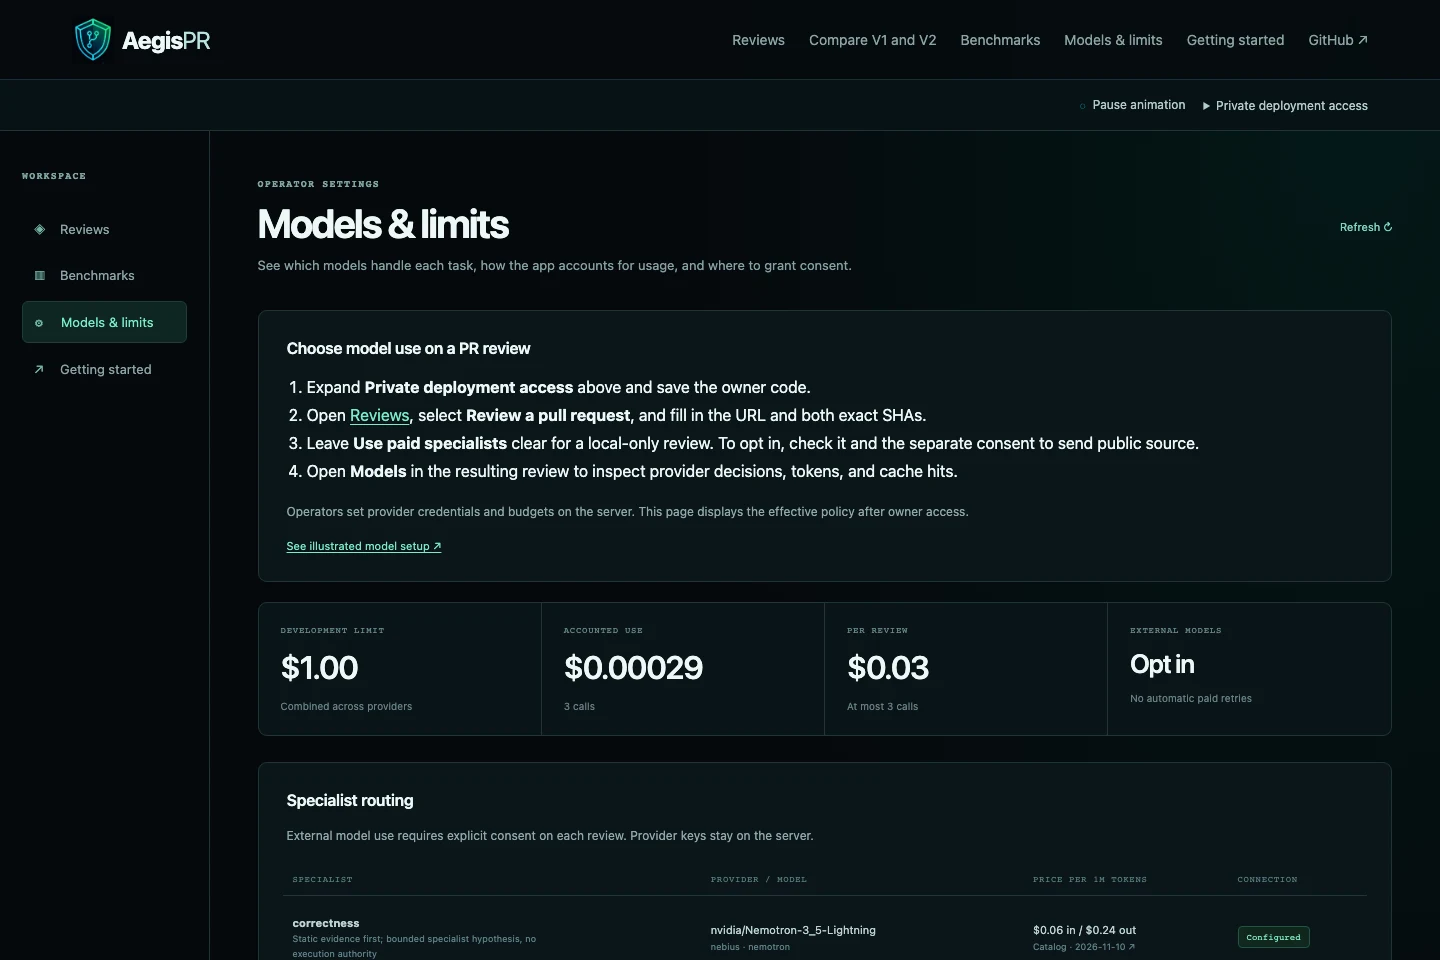 AegisPR
Reviews
Compare V1 and V2
Benchmarks
Models & limits
Getting started
GitHub ↗
Pause animation
▶ Private deployment access
WORKSPACE
Reviews
Benchmarks
Models & limits
Getting started
OPERATOR SETTINGS
Models & limits
Refresh ↻
See which models handle each task, how the app accounts for usage, and where to grant consent.
Choose model use on a PR review
1. Expand Private deployment access above and save the owner code.
2. Open Reviews, select Review a pull request, and fill in the URL and both exact SHAs.
3. Leave Use paid specialists clear for a local-only review. To opt in, check it and the separate consent to send public source.
4. Open Models in the resulting review to inspect provider decisions, tokens, and cache hits.
Operators set provider credentials and budgets on the server. This page displays the effective policy after owner access.
See illustrated model setup ↗
DEVELOPMENT LIMIT
$1.00
Combined across providers
ACCOUNTED USE
$0.00029
3 calls
PER REVIEW
$0.03
At most 3 calls
EXTERNAL MODELS
Opt in
No automatic paid retries
Specialist routing
External model use requires explicit consent on each review. Provider keys stay on the server.
SPECIALIST
PROVIDER / MODEL
PRICE PER 1M TOKENS
CONNECTION
correctness
Static evidence first; bounded specialist hypothesis, no
execution authority
nvidia/Nemotron-3_5-Lightning
nebius · nemotron
$0.06 in / $0.24 out
Catalog · 2026-11-10 ↗
Configured